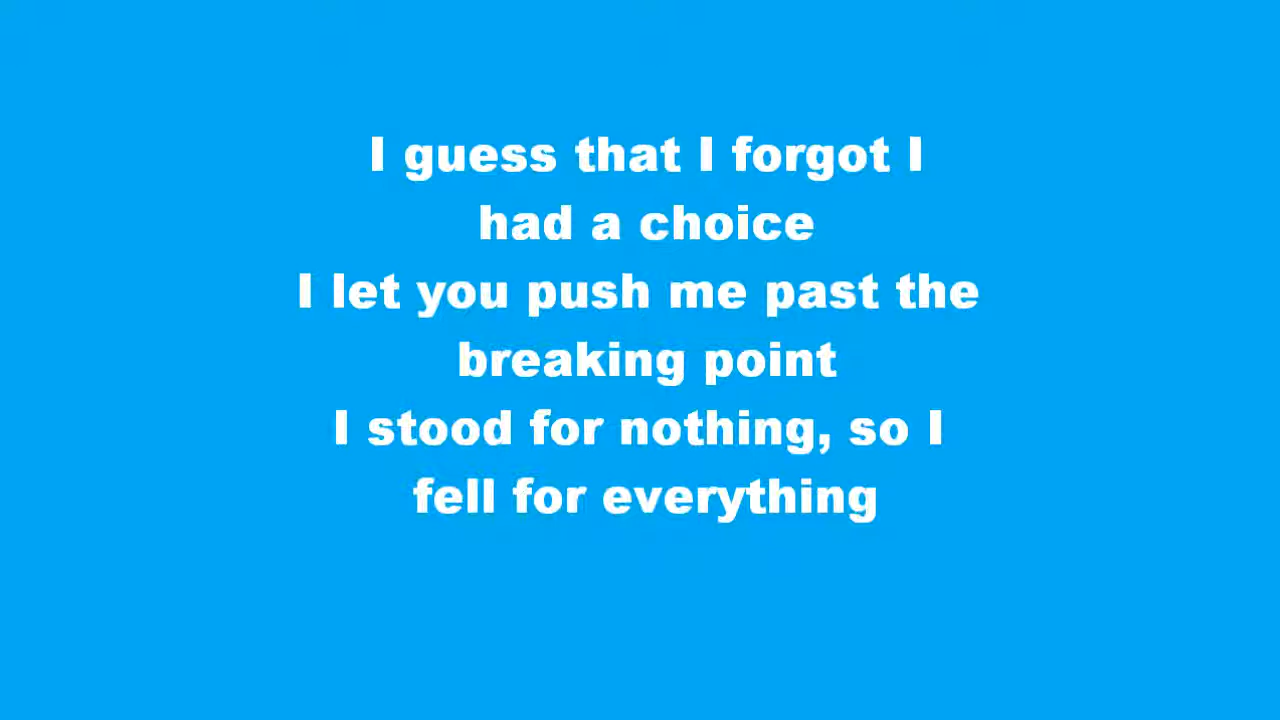 I guess that I forgot I
had a choice
I let you push me past the
breaking point
I stood for nothing, so I
fell for everything